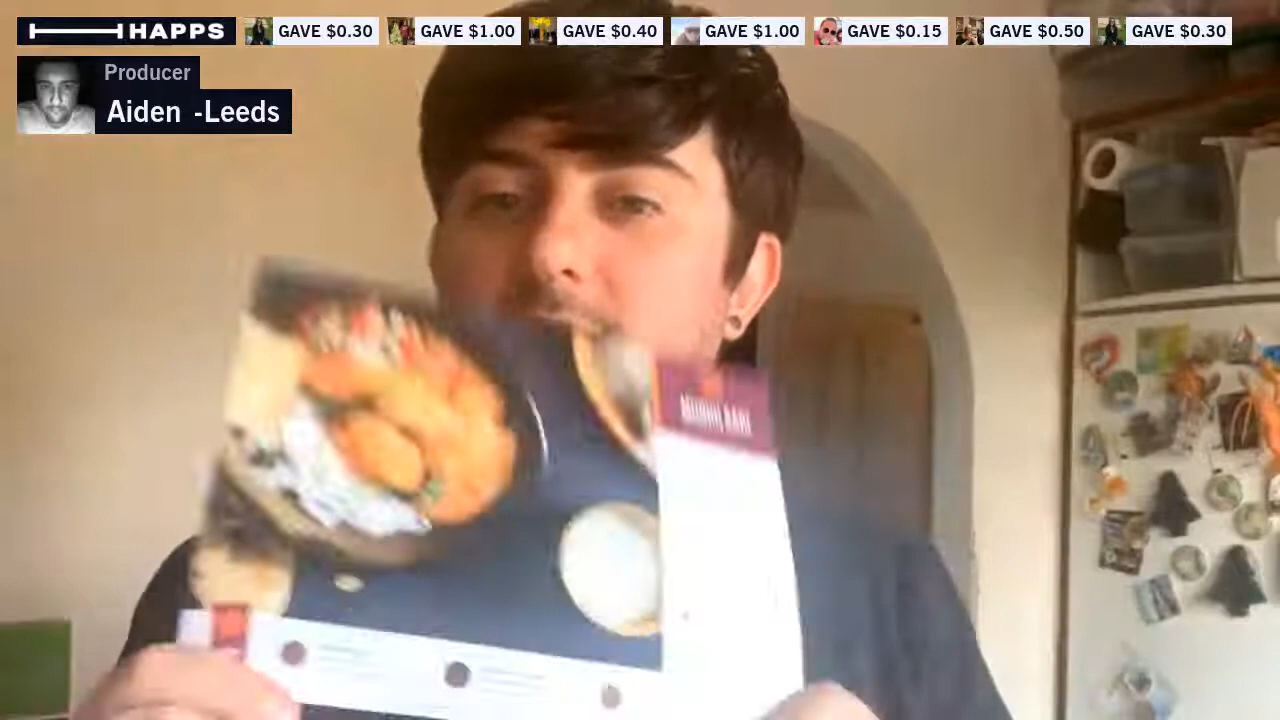 HAPPS
GAVE $0.30
GAVE $1.00
GAVE $0.40
GAVE $1.00
GAVE $0.15
GAVE $0.50
GAVE $0.30
Producer
Aiden -Leeds